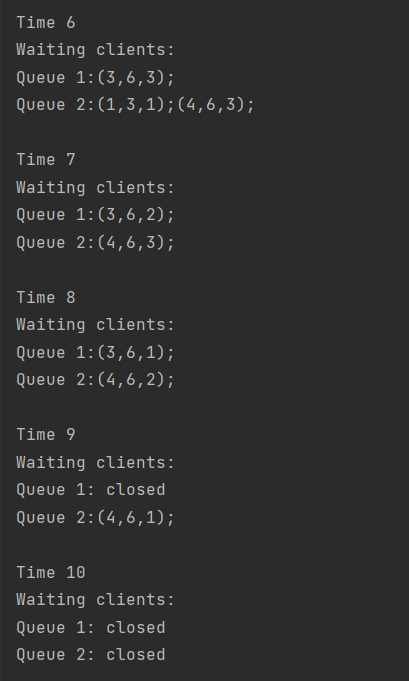 Time 6
Waiting clients:
Queue 1:(3,6,3);
Queue 2:(1,3,1);(4,6,3);
Time 7
Waiting clients:
Queue 1:(3,6,2);
Queue 2:(4,6,3);
Time 8
Waiting clients:
Queue 1:(3,6,1);
Queue 2:(4,6,2);
Time 9
Waiting clients:
Queue 1: closed
Queue 2:(4,6,1);
Time 10
Waiting clients:
Queue 1: closed
Queue 2: closed